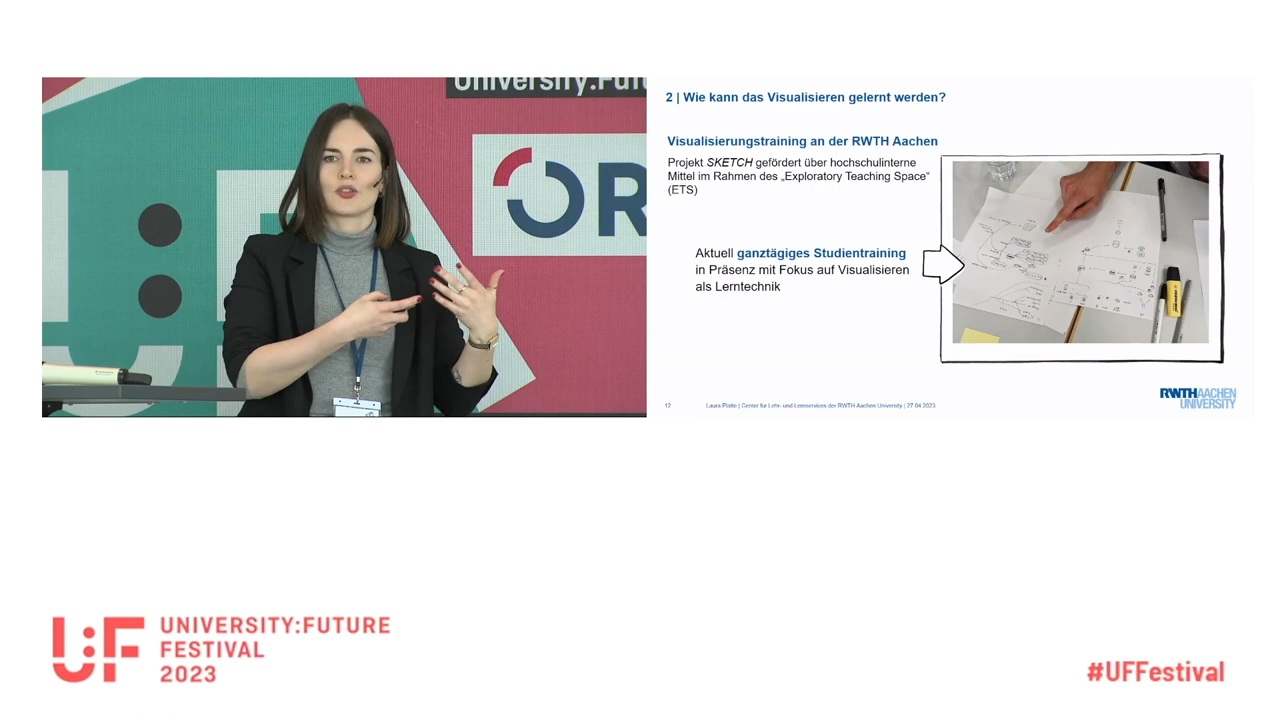 University:Futu
OR
2 | Wie kann das Visualisieren gelernt werden?
Visualisierungstraining an der RWTH Aachen
Projekt SKETCH gefördert über hochschulinterne
Mittel im Rahmen des „Exploratory Teaching Space“
(ETS)
Aktuell ganztägiges Studientraining
in Präsenz mit Fokus auf Visualisieren
als Lerntechnik
12
Laura Platte | Center für Lehr- und Lernservices der RWTH Aachen University | 27.04.2023
RWTHAACHEN
UNIVERSITY
U:F
UNIVERSITY:FUTURE
FESTIVAL
2023
#UFFestival